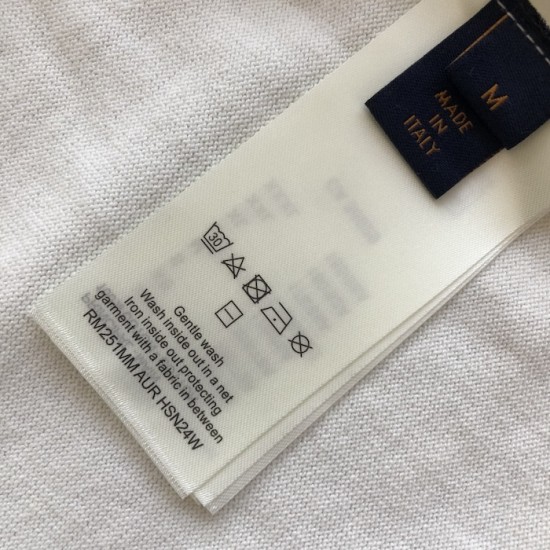 M
MADE
IN
ITALY
30
Gentle wash
Wash inside out in a net
Iron inside out protecting
garment with a fabric in between
RM251MM AUR HSN24W